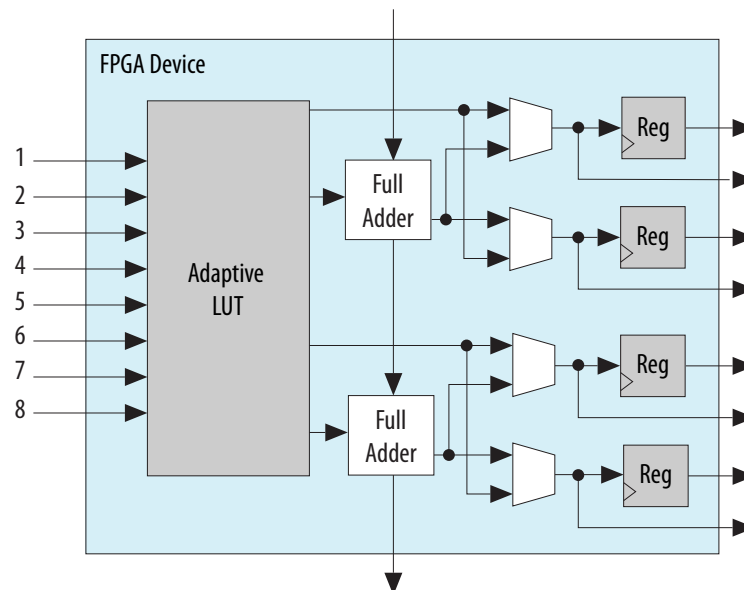 FPGA Device
1
2
3
4
5
6
7
8
Adaptive
LUT
Full
Adder
Full
Adder
Reg
Reg
Reg
Reg